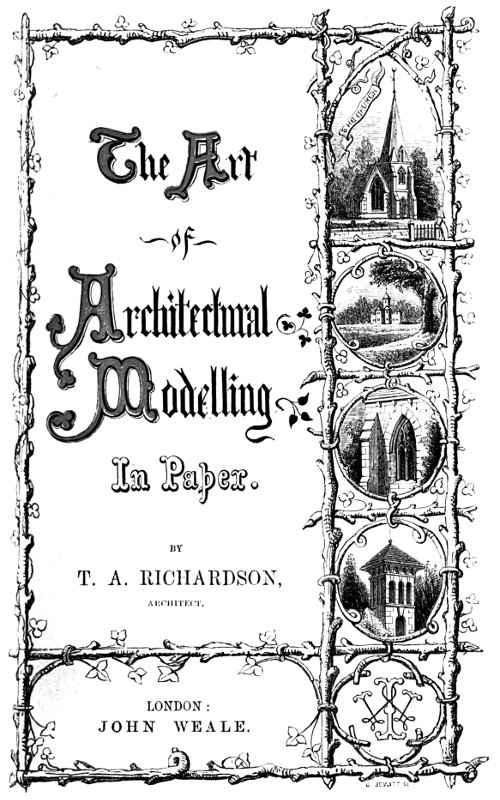 The Art
of
Architectural
Modelling
In Paper.
BY
T. A. RICHARDSON,
ARCHITECT.
LONDON:
JOHN WEALE.